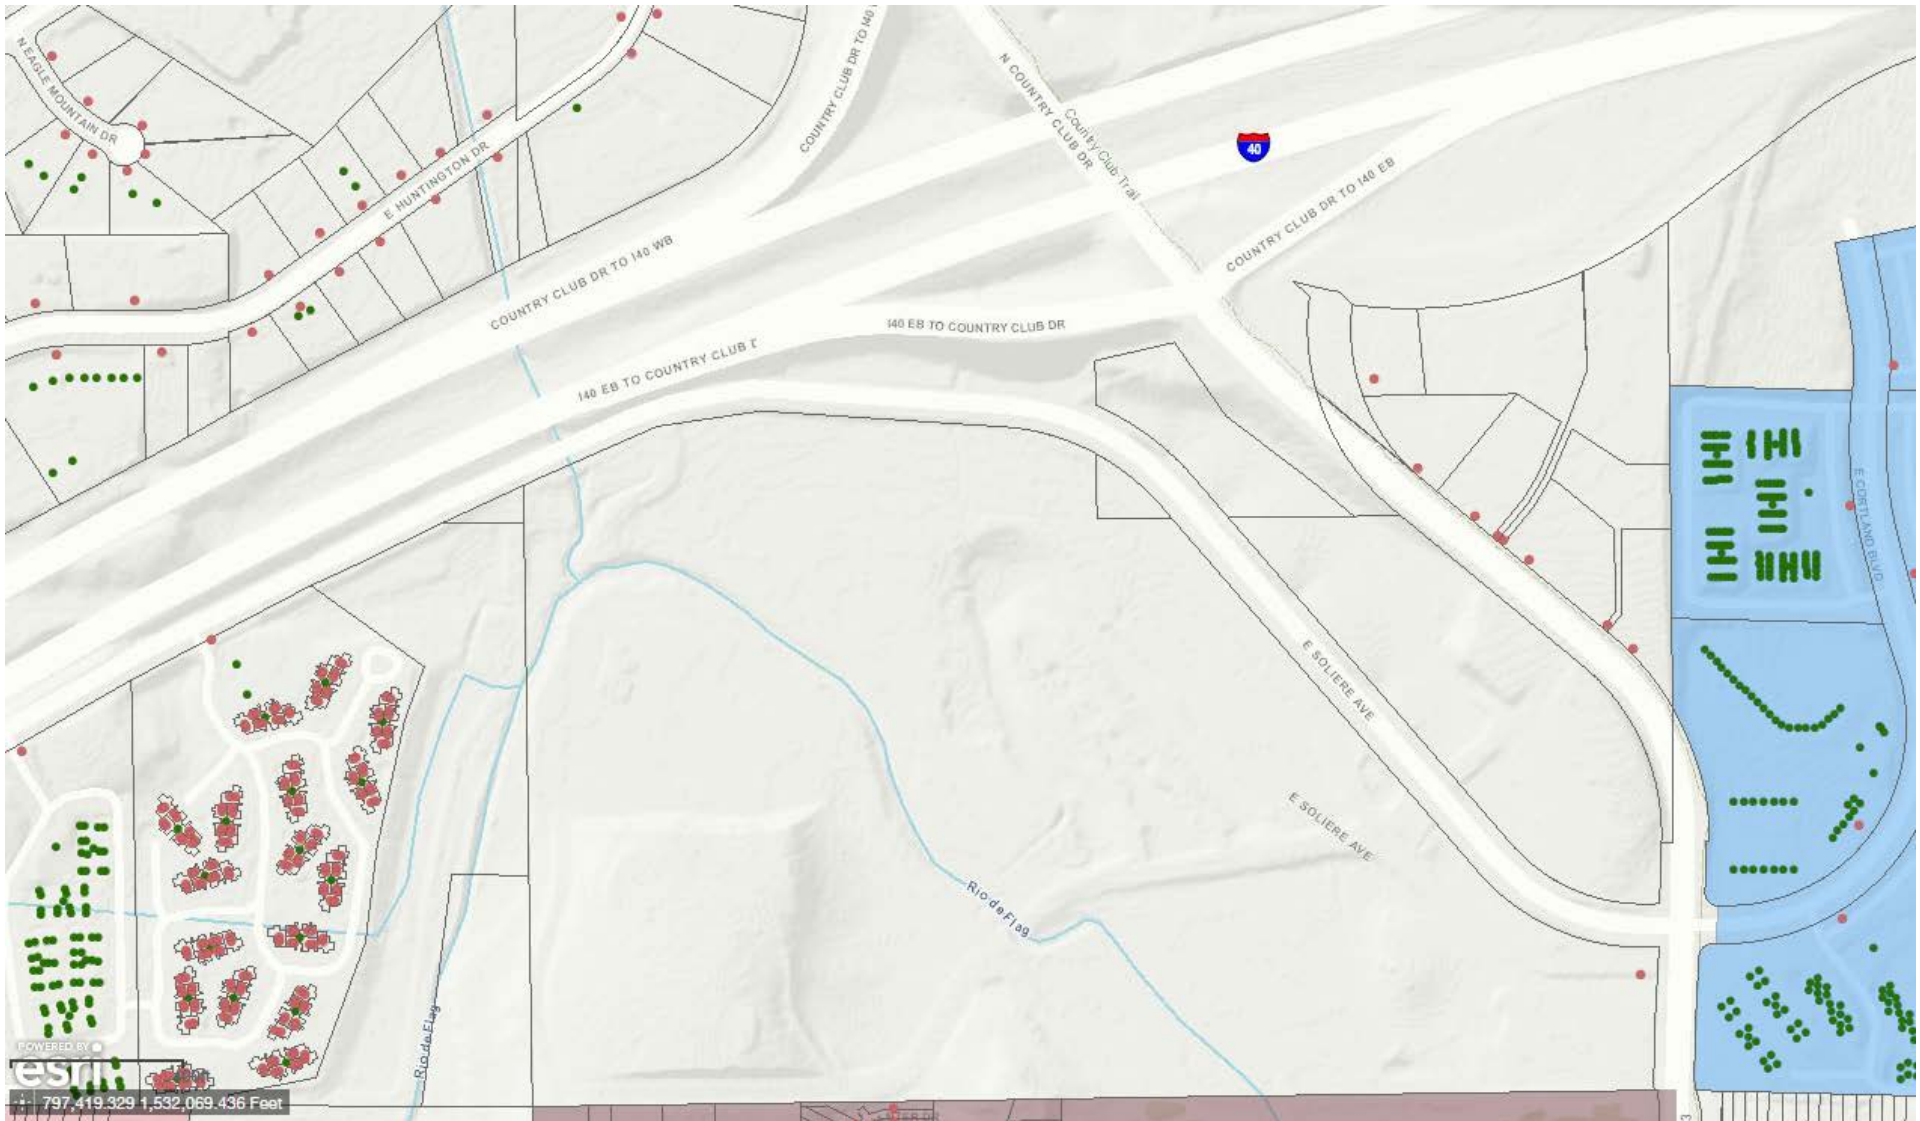 N EAGLE MOUNTAIN DR
COUNTRY CLUB DR TO I40
N COUNTRY CLUB DR
Country Club Trail
40
E HUNTINGTON DR
COUNTRY CLUB DR TO I40 EB
COUNTRY CLUB DR TO I40 WB
I40 EB TO COUNTRY CLUB DR
I40 EB TO COUNTRY CLUB
E CORTLAND BLVD
E SOLIERE AVE
E SOLIERE AVE
Rio de Flag
Rio de Flag
POWERED BY
esri
797,419.329 1,532,069.436 Feet